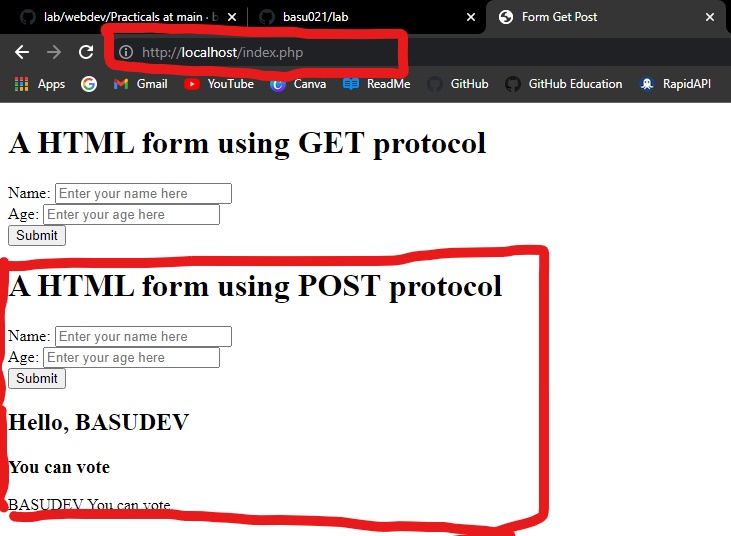 lab/webdev/Practicals at main · b
basu021/lab
Form Get Post
http://localhost/index.php
Apps
Gmail
YouTube
Canva
ReadMe
GitHub
GitHub Education
RapidAPI
A HTML form using GET protocol
Name: Enter your name here
Age: Enter your age here
Submit
A HTML form using POST protocol
Name: Enter your name here
Age: Enter your age here
Submit
Hello, BASUDEV
You can vote
BASUDEV You can vote